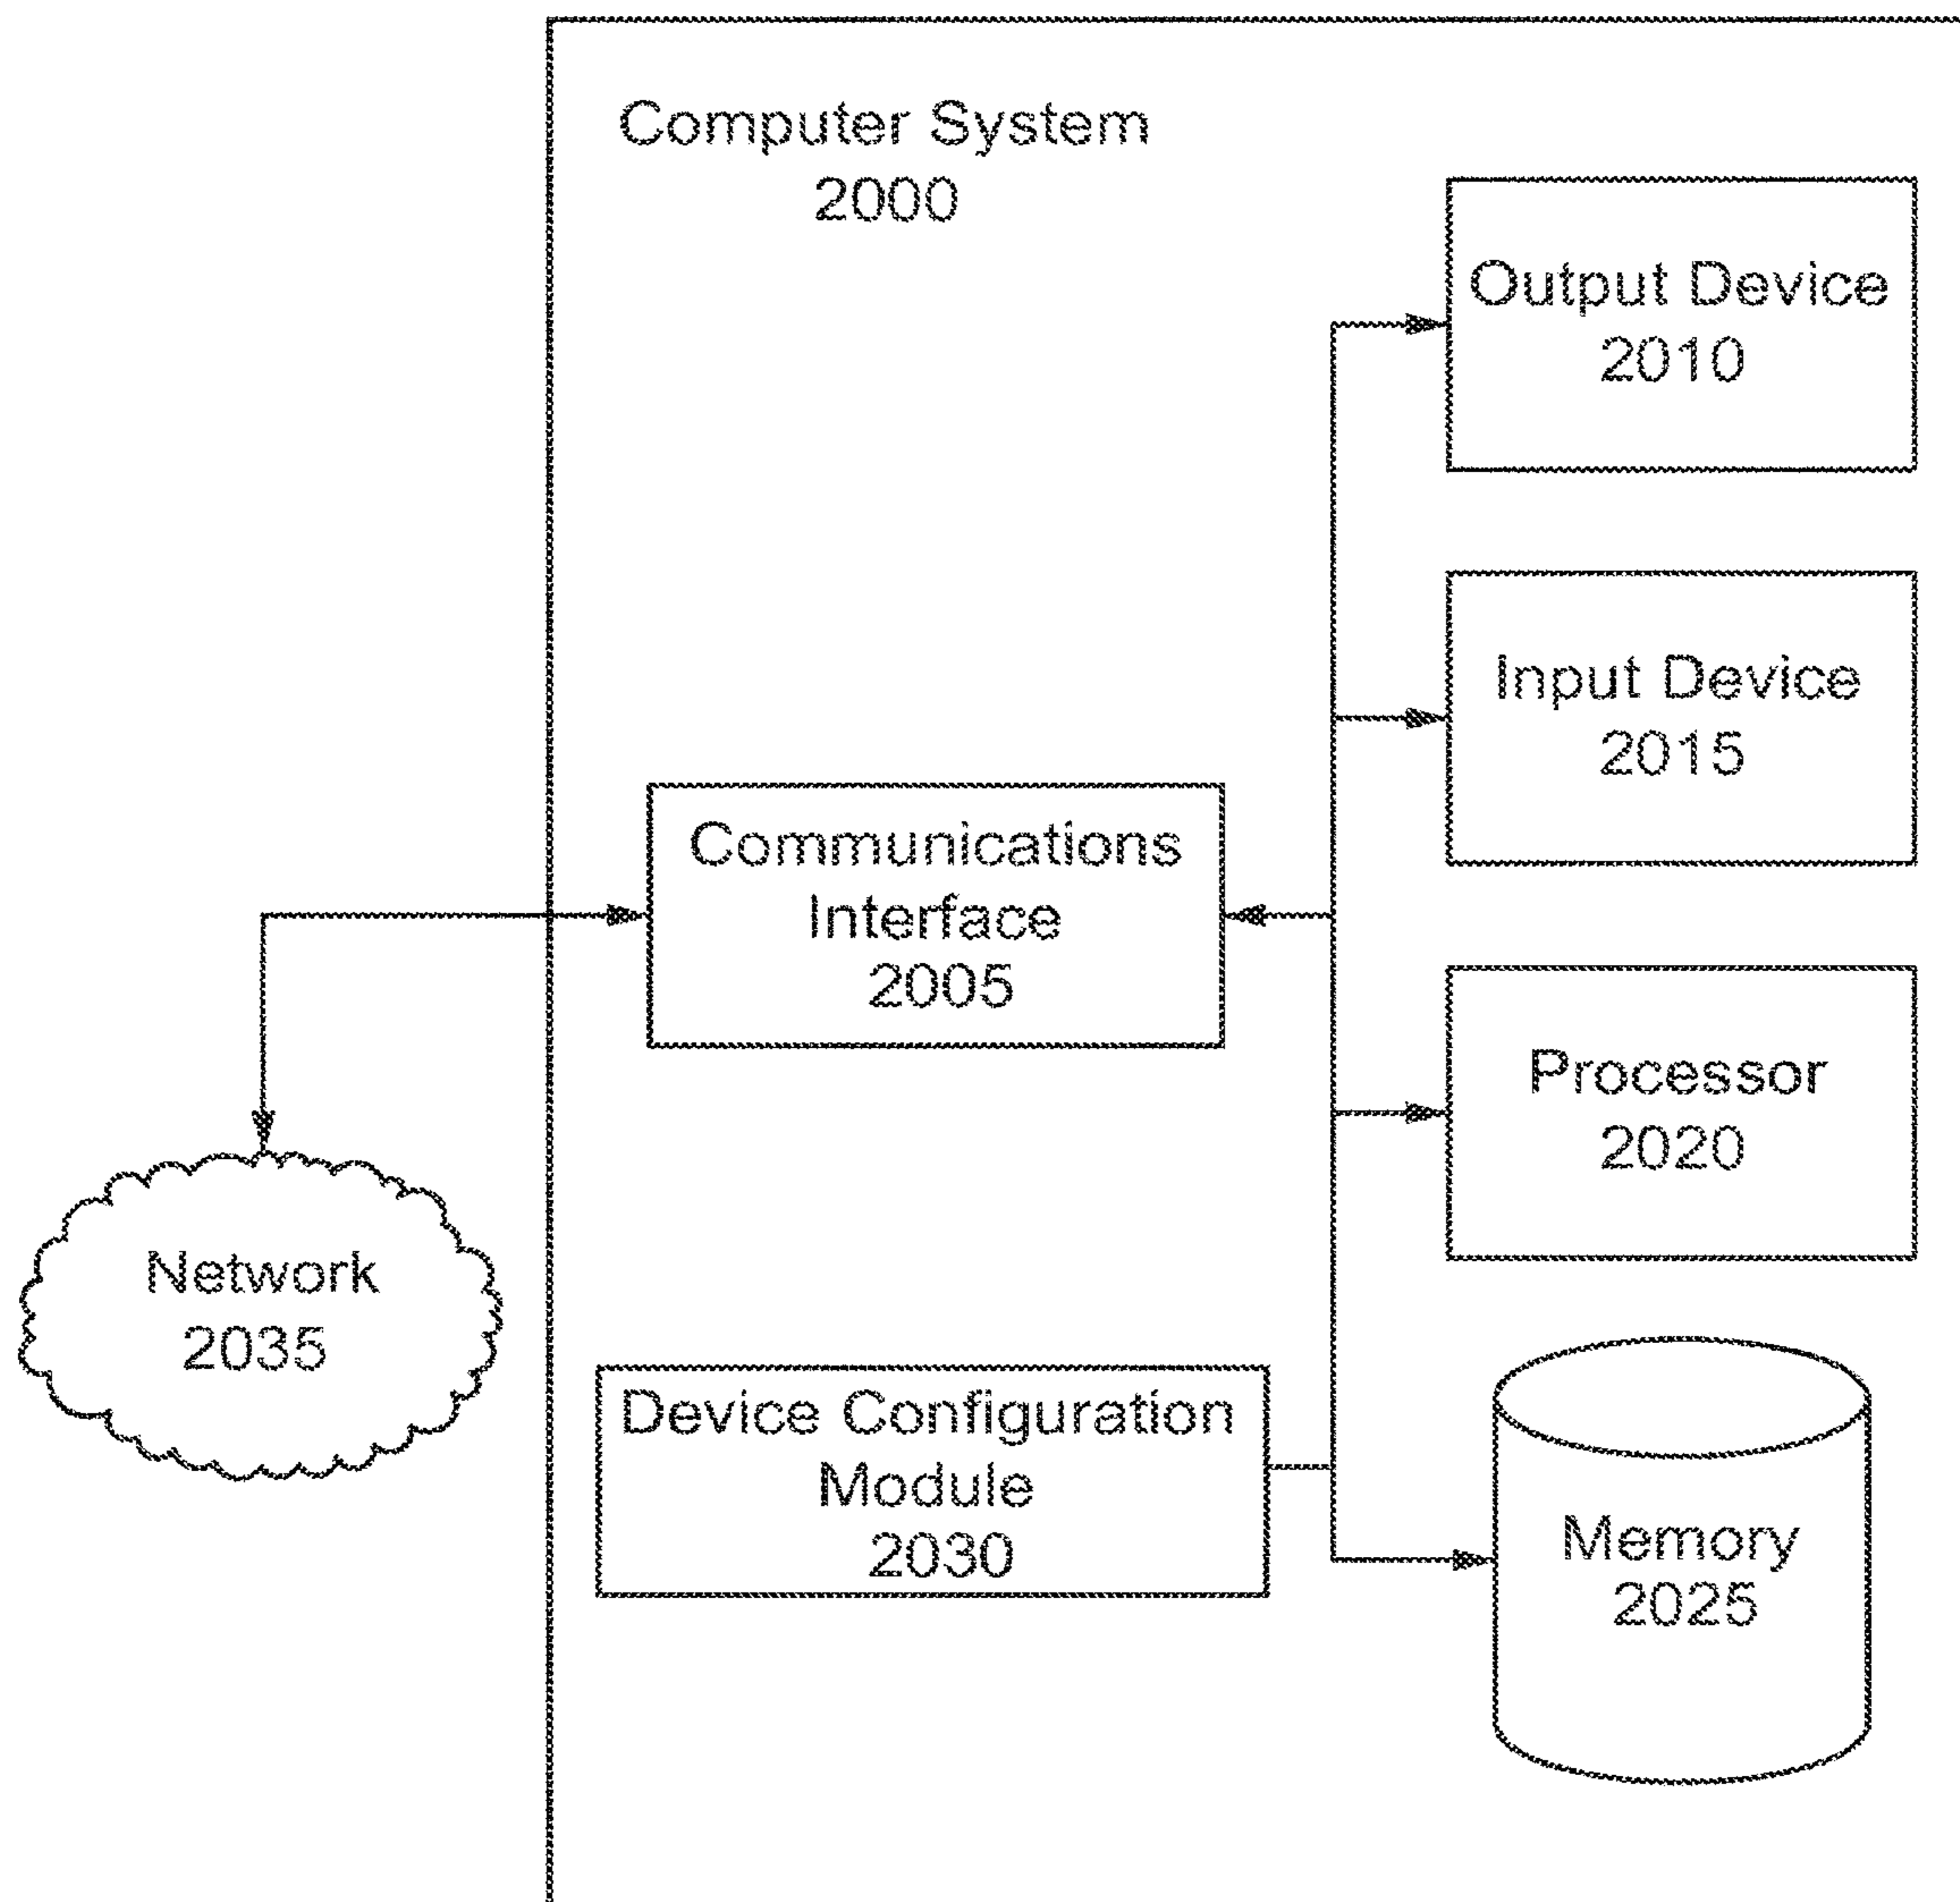 Computer System
2000
Output Device
2010
Input Device
2015
Communications
Interface
2005
Processor
2020
Network
2035
Device Configuration
Module
2030
Memory
2025